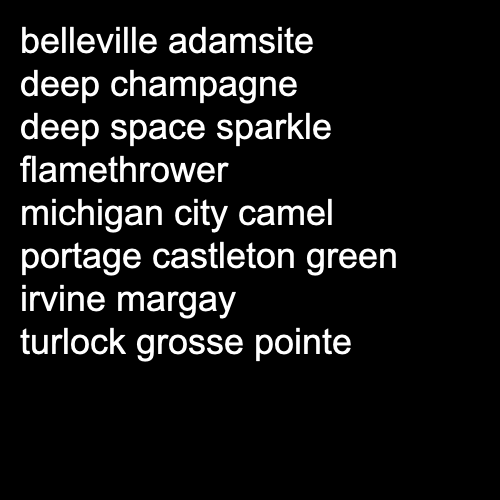 belleville adamsite
deep champagne
deep space sparkle
flamethrower
michigan city camel
portage castleton green
irvine margay
turlock grosse pointe